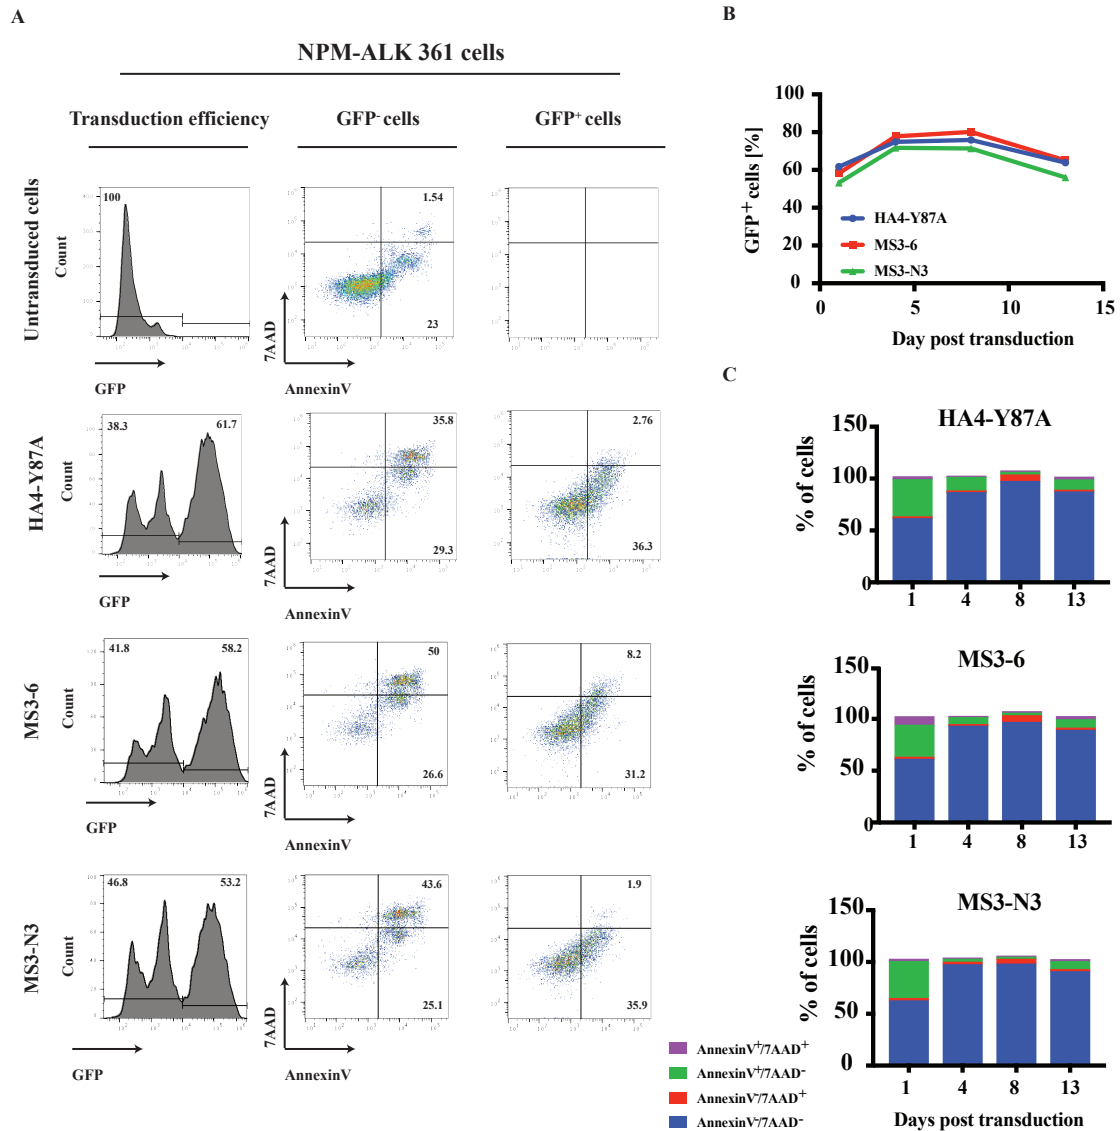 A
NPM-ALK 361 cells
Transduction efficiency
GFP- cells
GFP+ cells
Untransduced cells
100
Count
GFP
1.54
23
7AAD
AnnexinV
HA4-Y87A
38.3
61.7
Count
GFP
35.8
29.3
7AAD
AnnexinV
2.76
36.3
MS3-6
41.8
58.2
Count
GFP
50
26.6
7AAD
AnnexinV
8.2
31.2
MS3-N3
46.8
53.2
Count
GFP
43.6
25.1
7AAD
AnnexinV
1.9
35.9
B
GFP+ cells [%]
100
80
60
40
20
0
HA4-Y87A
MS3-6
MS3-N3
0 5 10 15
Day post transduction
C
HA4-Y87A
% of cells
150
100
50
0
1 4 8 13
MS3-6
% of cells
150
100
50
0
1 4 8 13
MS3-N3
% of cells
150
100
50
0
1 4 8 13
Days post transduction
AnnexinV+/7AAD+
AnnexinV+/7AAD-
AnnexinV-/7AAD+
AnnexinV-/7AAD-